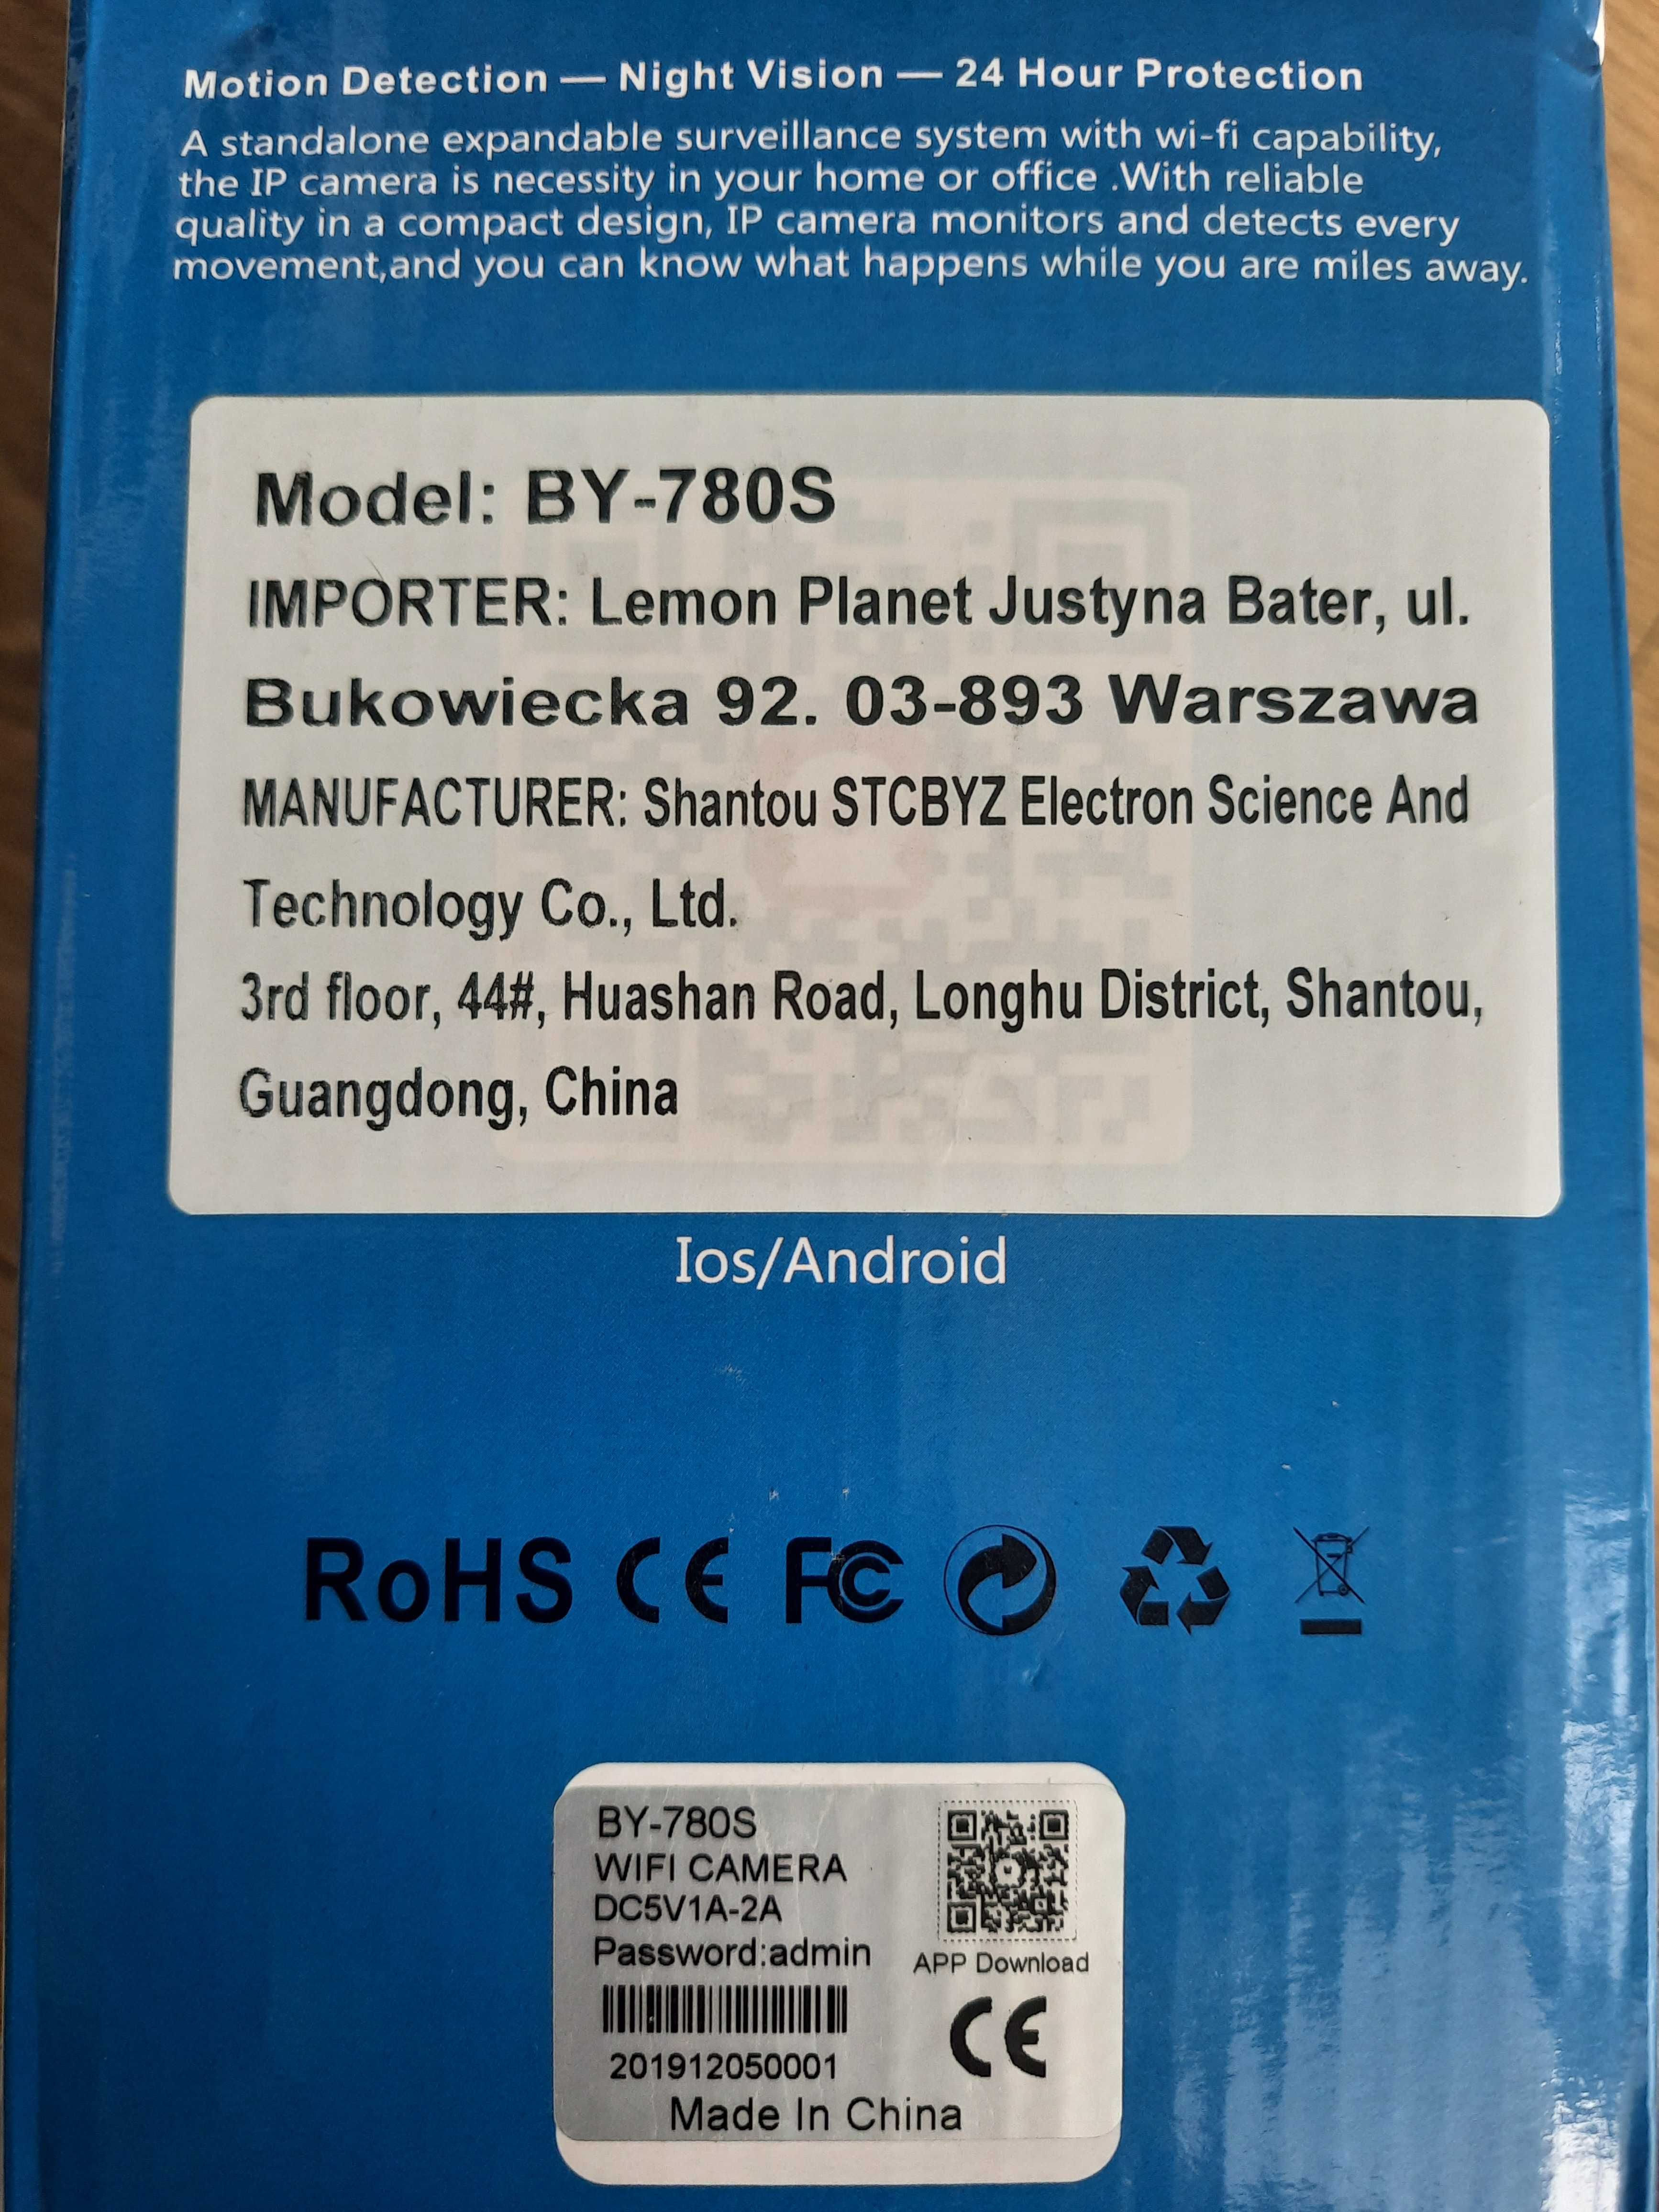 Motion Detection — Night Vision — 24 Hour Protection
A standalone expandable surveillance system with wi-fi capability,
the IP camera is necessity in your home or office .With reliable
quality in a compact design, IP camera monitors and detects every
movement,and you can know what happens while you are miles away.
Model: BY-780S
IMPORTER: Lemon Planet Justyna Bater, ul.
Bukowiecka 92. 03-893 Warszawa
MANUFACTURER: Shantou STCBYZ Electron Science And
Technology Co., Ltd.
3rd floor, 44#, Huashan Road, Longhu District, Shantou,
Guangdong, China
Ios/Android
RoHS CE FC
BY-780S
WIFI CAMERA
DC5V1A-2A
Password:admin
APP Download
CE
201912050001
Made In China